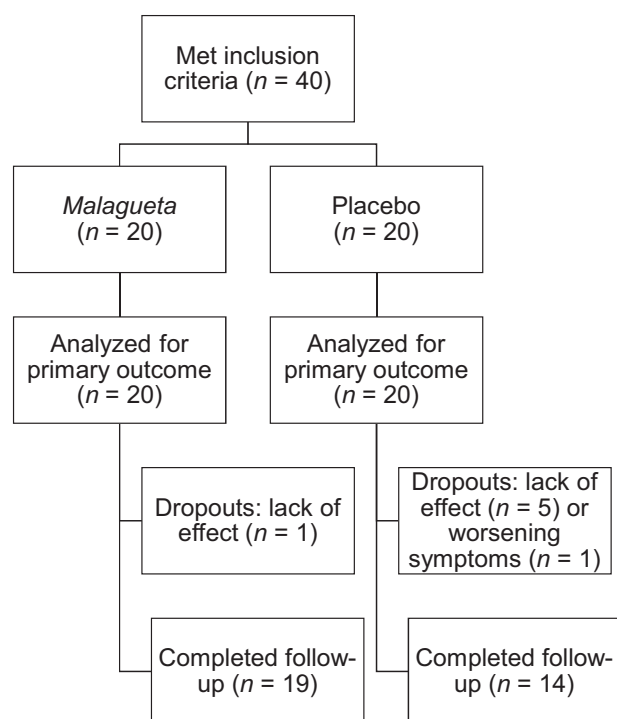 Met inclusion
criteria (n = 40)
Malagueta
(n = 20)
Placebo
(n = 20)
Analyzed for
primary outcome
(n = 20)
Analyzed for
primary outcome
(n = 20)
Dropouts: lack of
effect (n = 1)
Dropouts: lack of
effect (n = 5) or
worsening
symptoms (n = 1)
Completed follow-
up (n = 19)
Completed follow-
up (n = 14)